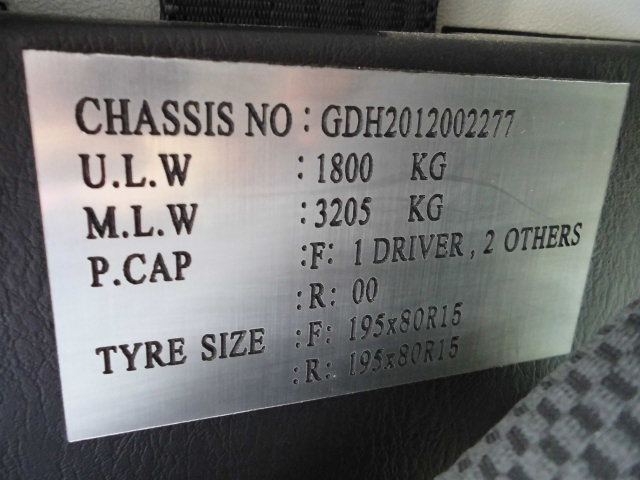 CHASSIS NO : GDH2012002277
U.L.W : 1800 KG
M.L.W : 3205 KG
P.CAP :F: 1 DRIVER , 2 OTHERS
:R: 00
TYRE SIZE :F: 195x80R15
:R: 195x80R15